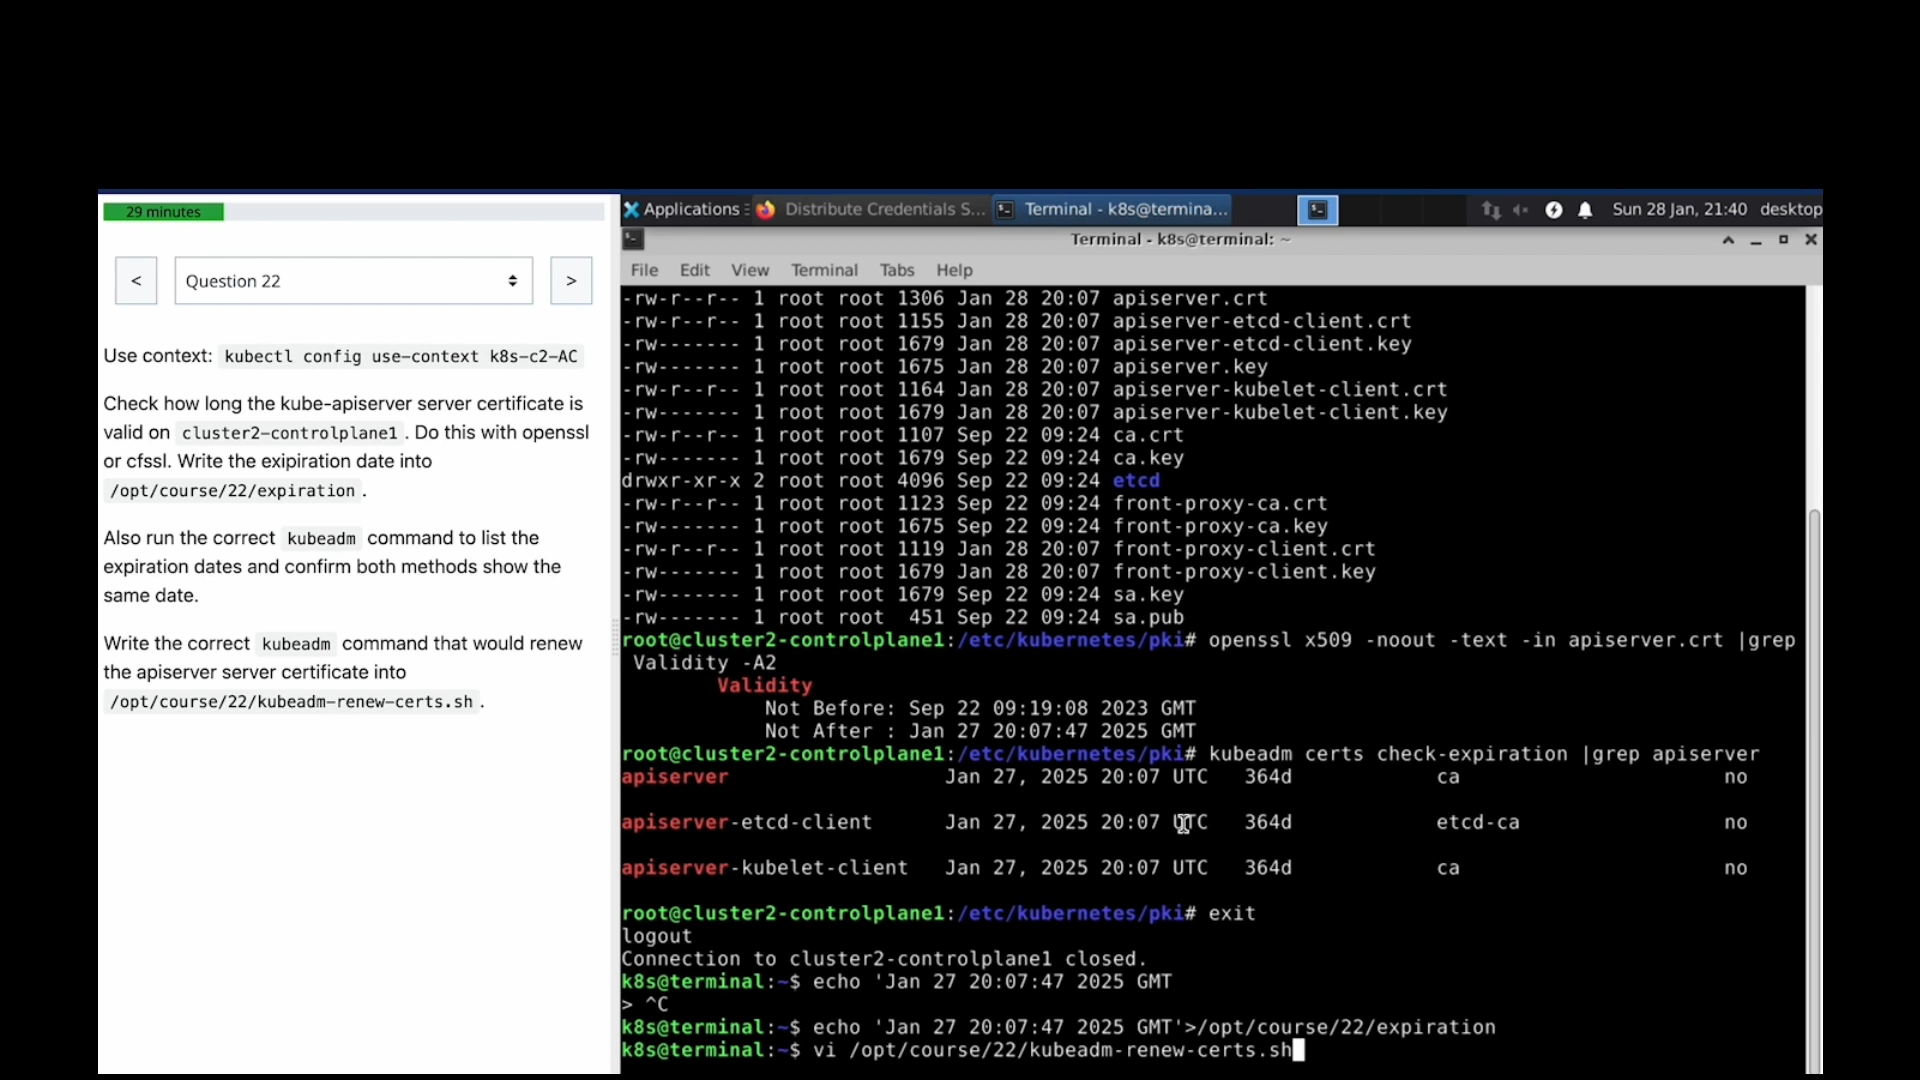 29 minutes
Applications
Distribute Credentials S...
Terminal - k8s@termina...
Sun 28 Jan, 21:40
desktop
Terminal - k8s@terminal: ~
File Edit View Terminal Tabs Help
<
Question 22
>
Use context: kubectl config use-context k8s-c2-AC
Check how long the kube-apiserver server certificate is
valid on cluster2-controlplane1 . Do this with openssl
or cfssl. Write the exipiration date into
/opt/course/22/expiration .
Also run the correct kubeadm command to list the
expiration dates and confirm both methods show the
same date.
Write the correct kubeadm command that would renew
the apiserver server certificate into
/opt/course/22/kubeadm-renew-certs.sh .
-rw-r--r-- 1 root root 1306 Jan 28 20:07 apiserver.crt
-rw-r--r-- 1 root root 1155 Jan 28 20:07 apiserver-etcd-client.crt
-rw------- 1 root root 1679 Jan 28 20:07 apiserver-etcd-client.key
-rw------- 1 root root 1675 Jan 28 20:07 apiserver.key
-rw-r--r-- 1 root root 1164 Jan 28 20:07 apiserver-kubelet-client.crt
-rw------- 1 root root 1679 Jan 28 20:07 apiserver-kubelet-client.key
-rw-r--r-- 1 root root 1107 Sep 22 09:24 ca.crt
-rw------- 1 root root 1679 Sep 22 09:24 ca.key
drwxr-xr-x 2 root root 4096 Sep 22 09:24 etcd
-rw-r--r-- 1 root root 1123 Sep 22 09:24 front-proxy-ca.crt
-rw------- 1 root root 1675 Sep 22 09:24 front-proxy-ca.key
-rw-r--r-- 1 root root 1119 Jan 28 20:07 front-proxy-client.crt
-rw------- 1 root root 1679 Jan 28 20:07 front-proxy-client.key
-rw------- 1 root root 1679 Sep 22 09:24 sa.key
-rw------- 1 root root 451 Sep 22 09:24 sa.pub
root@cluster2-controlplane1:/etc/kubernetes/pki# openssl x509 -noout -text -in apiserver.crt |grep
Validity -A2
Validity
Not Before: Sep 22 09:19:08 2023 GMT
Not After : Jan 27 20:07:47 2025 GMT
root@cluster2-controlplane1:/etc/kubernetes/pki# kubeadm certs check-expiration |grep apiserver
apiserver Jan 27, 2025 20:07 UTC 364d ca no
apiserver-etcd-client Jan 27, 2025 20:07 UTC 364d etcd-ca no
apiserver-kubelet-client Jan 27, 2025 20:07 UTC 364d ca no
root@cluster2-controlplane1:/etc/kubernetes/pki# exit
logout
Connection to cluster2-controlplane1 closed.
k8s@terminal:~$ echo 'Jan 27 20:07:47 2025 GMT
> ^C
k8s@terminal:~$ echo 'Jan 27 20:07:47 2025 GMT'>/opt/course/22/expiration
k8s@terminal:~$ vi /opt/course/22/kubeadm-renew-certs.sh